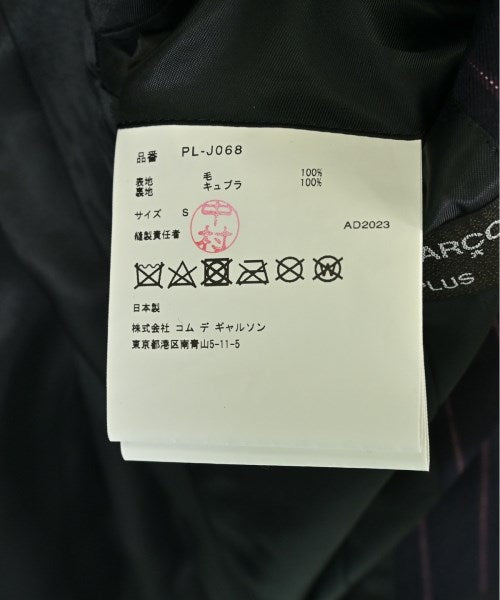 品番 PL-J068
表地 毛 100%
裏地 キュプラ 100%
サイズ S
縫製責任者 中村
AD2023
日本製
株式会社 コム デ ギャルソン
東京都港区南青山5-11-5
ARÇO
PLUS